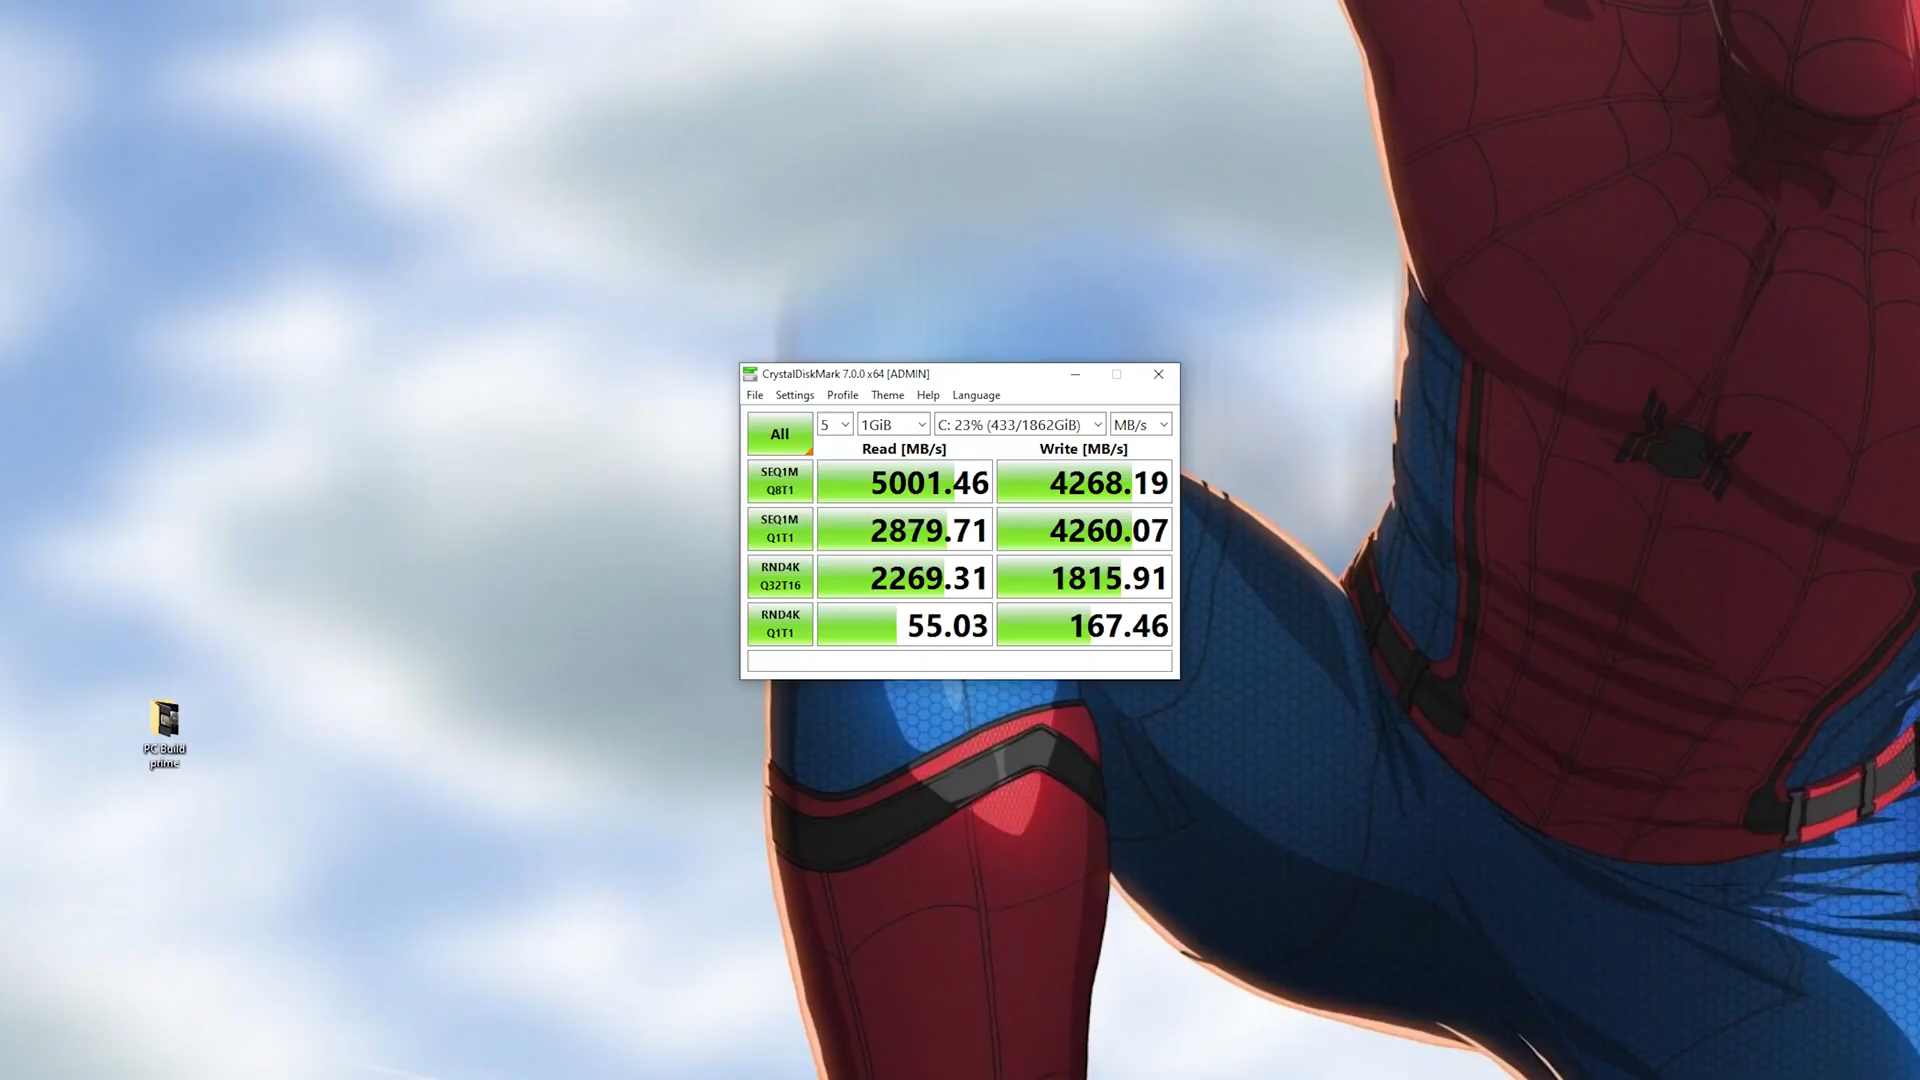 CrystalDiskMark 7.0.0 x64 [ADMIN]
File Settings Profile Theme Help Language
All 5 1GiB C: 23% (433/1862GiB) MB/s
Read [MB/s] Write [MB/s]
SEQ1M
Q8T1
5001.46 4268.19
SEQ1M
Q1T1
2879.71 4260.07
RND4K
Q32T16
2269.31 1815.91
RND4K
Q1T1
55.03 167.46
PC Build
prime